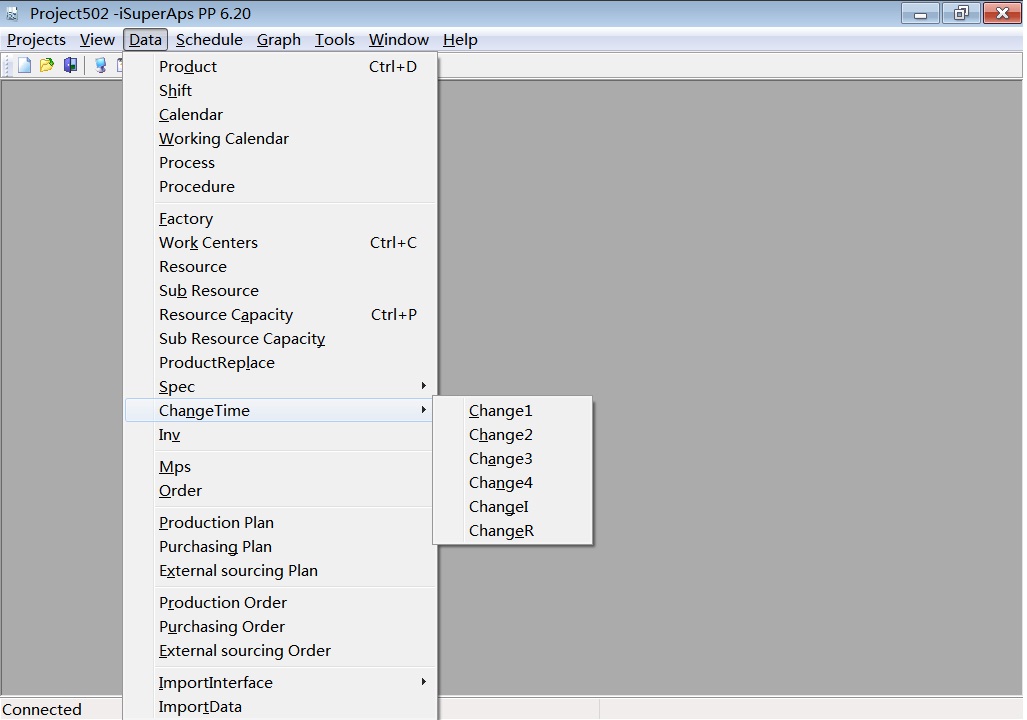 Project502 -iSuperAps PP 6.20
Projects View Data Schedule Graph Tools Window Help
Product Ctrl+D
Shift
Calendar
Working Calendar
Process
Procedure
Factory
Work Centers Ctrl+C
Resource
Sub Resource
Resource Capacity Ctrl+P
Sub Resource Capacity
ProductReplace
Spec
ChangeTime
Inv
Mps
Order
Production Plan
Purchasing Plan
External sourcing Plan
Production Order
Purchasing Order
External sourcing Order
ImportInterface
ImportData
Change1
Change2
Change3
Change4
ChangeI
ChangeR
Connected